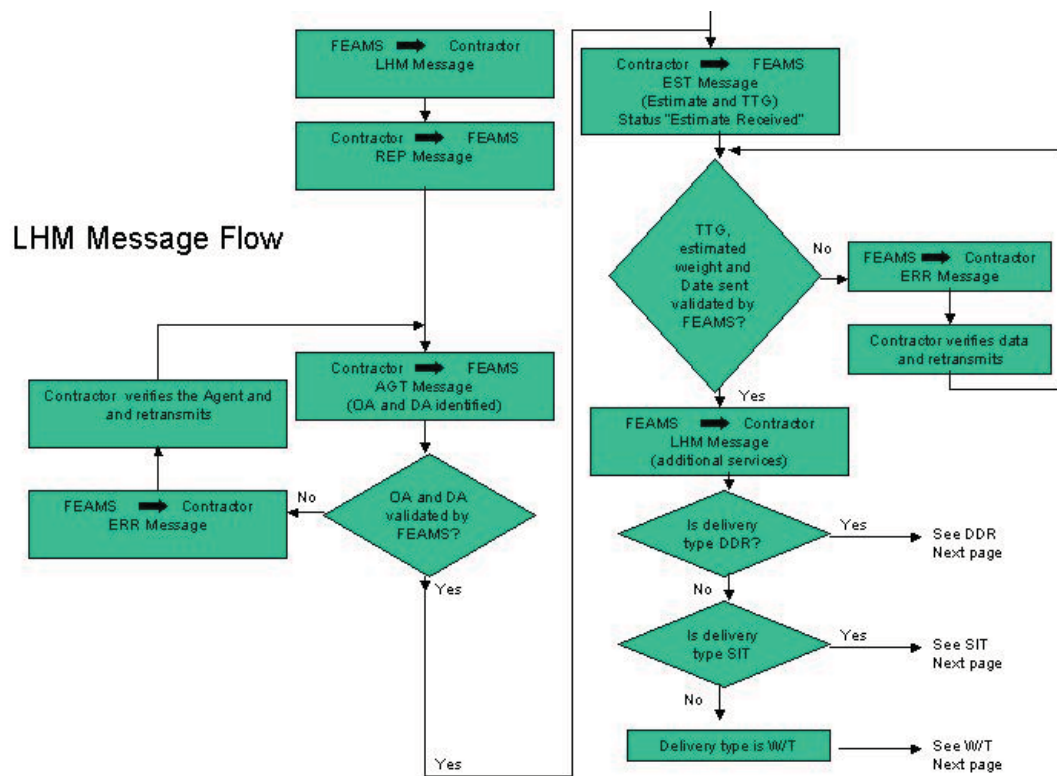 FEAMS Contractor
LHM Message
Contractor FEAMS
REP Message
LHM Message Flow
Contractor FEAMS
AGT Message
(OA and DA identified)
Contractor verifies the Agent and
and retransmits
OA and DA
validated by
FEAMS?
No
FEAMS Contractor
ERR Message
Yes
Yes
Contractor FEAMS
EST Message
(Estimate and TTG)
Status "Estimate Received"
TTG,
estimated
weight and
Date sent
validated by
FEAMS?
No
FEAMS Contractor
ERR Message
Contractor verifies data
and retransmits
Yes
FEAMS Contractor
LHM Message
(additional services)
Is delivery
type DDR?
Yes
See DDR
Next page
No
Is delivery
type SIT
Yes
See SIT
Next page
No
Delivery type is W/T
See W/T
Next page